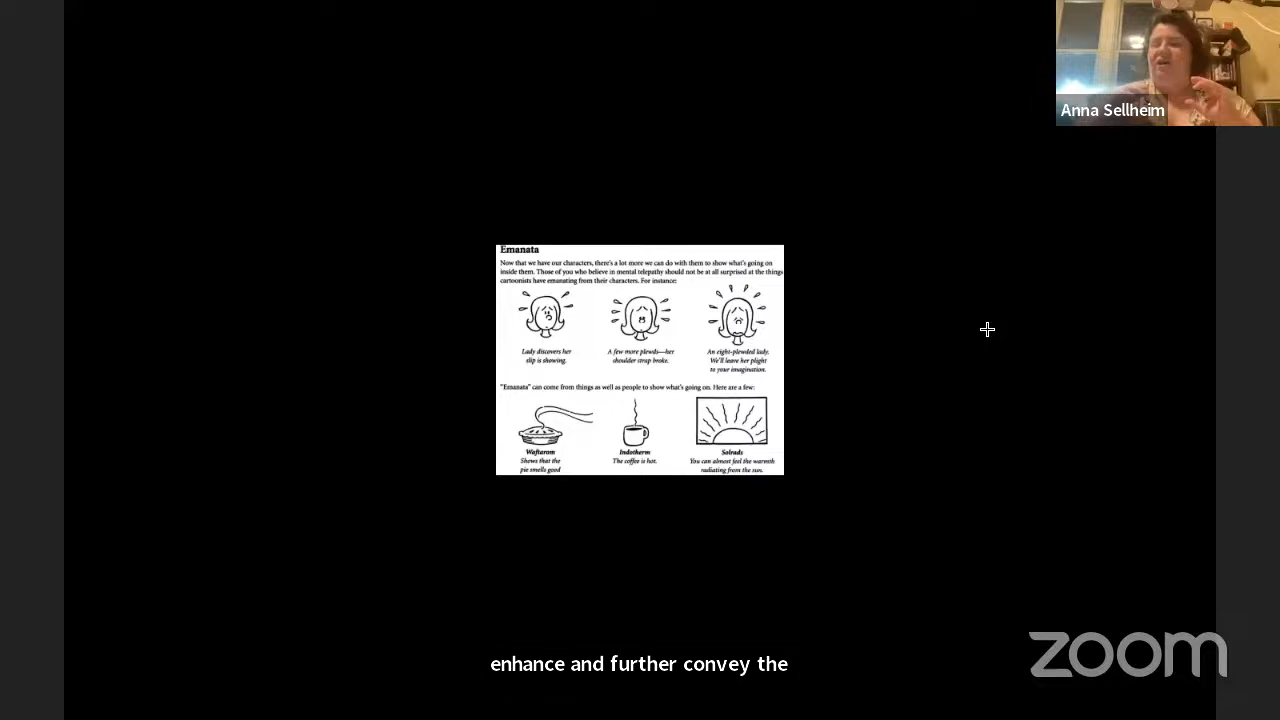 Anna Sellheim
Emanata
Now that we have our characters, there's a lot more we can do with them to show what's going on
inside them. Those of you who believe in mental telepathy should not be at all surprised at the things
cartoonists have emanating from their characters. For instance:
Lady discovers her
slip is showing.
A few more plewds—her
shoulder strap broke.
An eight-plewded lady.
We'll leave her plight
to your imagination.
"Emanata" can come from things as well as people to show what's going on. Here are a few:
Waftarom
Shows that the
pie smells good
Indotherm
The coffee is hot.
Solrads
You can almost feel the warmth
radiating from the sun.
enhance and further convey the
zoom